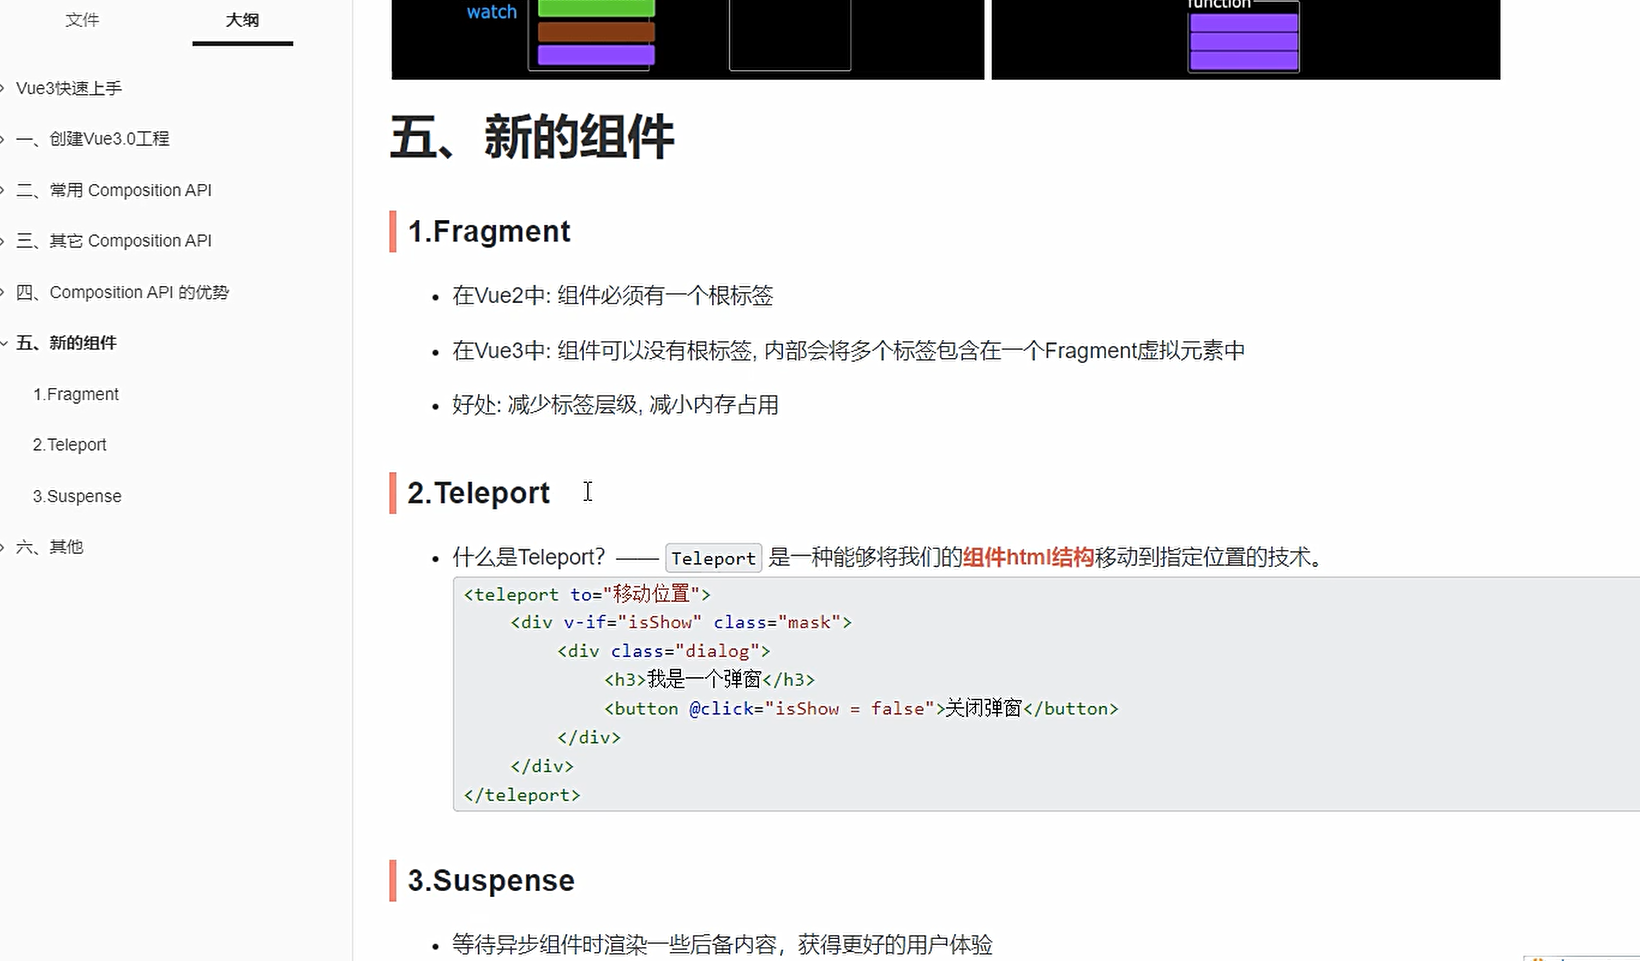 文件
大纲
Vue3快速上手
一、创建Vue3.0工程
二、常用 Composition API
三、其它 Composition API
四、Composition API 的优势
五、新的组件
1.Fragment
2.Teleport
3.Suspense
六、其他
watch
function
五、新的组件
1.Fragment
在Vue2中: 组件必须有一个根标签
在Vue3中: 组件可以没有根标签, 内部会将多个标签包含在一个Fragment虚拟元素中
好处: 减少标签层级, 减小内存占用
2.Teleport
什么是Teleport？—— Teleport 是一种能够将我们的组件html结构移动到指定位置的技术。
<teleport to="移动位置">
<div v-if="isShow" class="mask">
<div class="dialog">
<h3>我是一个弹窗</h3>
<button @click="isShow = false">关闭弹窗</button>
</div>
</div>
</teleport>
3.Suspense
等待异步组件时渲染一些后备内容，获得更好的用户体验